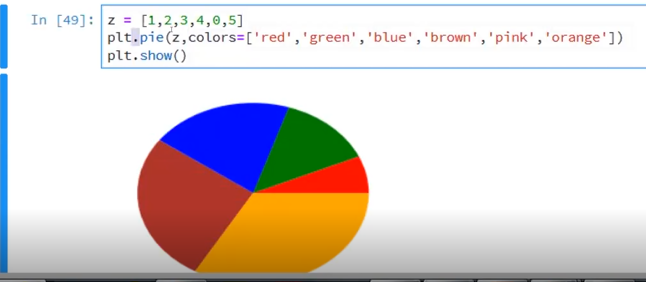 In [49]: z = [1,2,3,4,0,5]
plt.pie(z,colors=['red','green','blue','brown','pink','orange'])
plt.show()